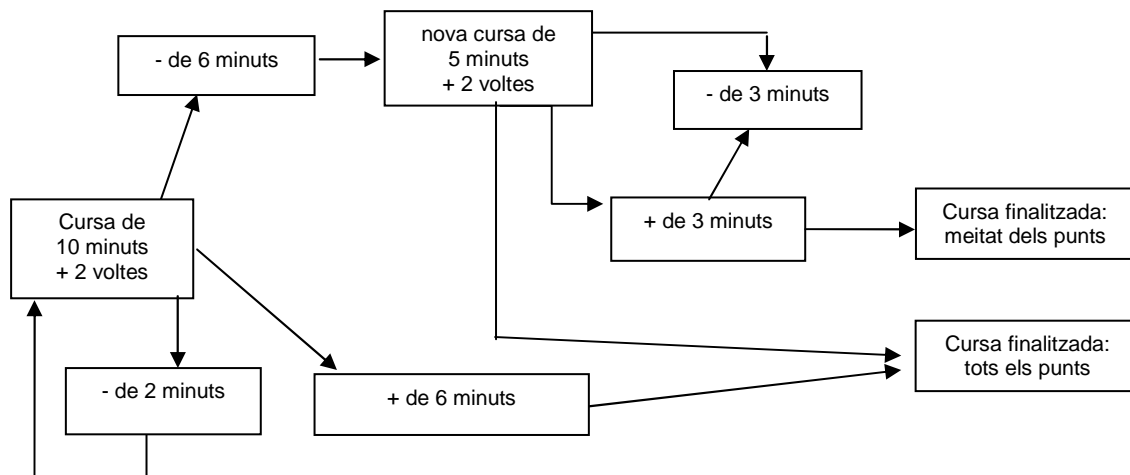 - de 6 minuts
nova cursa de
5 minuts
+ 2 voltes
- de 3 minuts
Cursa de
10 minuts
+ 2 voltes
+ de 3 minuts
Cursa finalitzada:
meitat dels punts
- de 2 minuts
+ de 6 minuts
Cursa finalitzada:
tots els punts